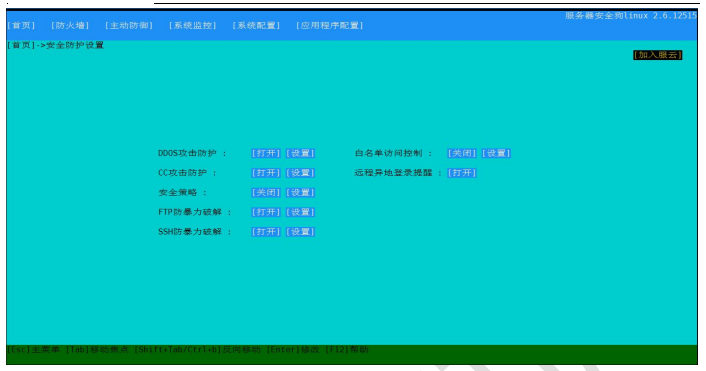 服务器安全狗linux 2.6.12515
[首页] [防火墙] [主动防御] [系统监控] [系统配置] [应用程序配置]
[首页]->安全防护设置
[加入服云]
DDOS攻击防护 : [打开] [设置] 白名单访问控制 : [关闭] [设置]
CC攻击防护 : [打开] [设置] 远程异地登录提醒 : [打开]
安全策略 : [关闭] [设置]
FTP防暴力破解 : [打开] [设置]
SSH防暴力破解 : [打开] [设置]
[Esc]主菜单 [Tab]移动焦点 [Shift+Tab/Ctrl+b]反向移动 [Enter]修改 [F12]帮助